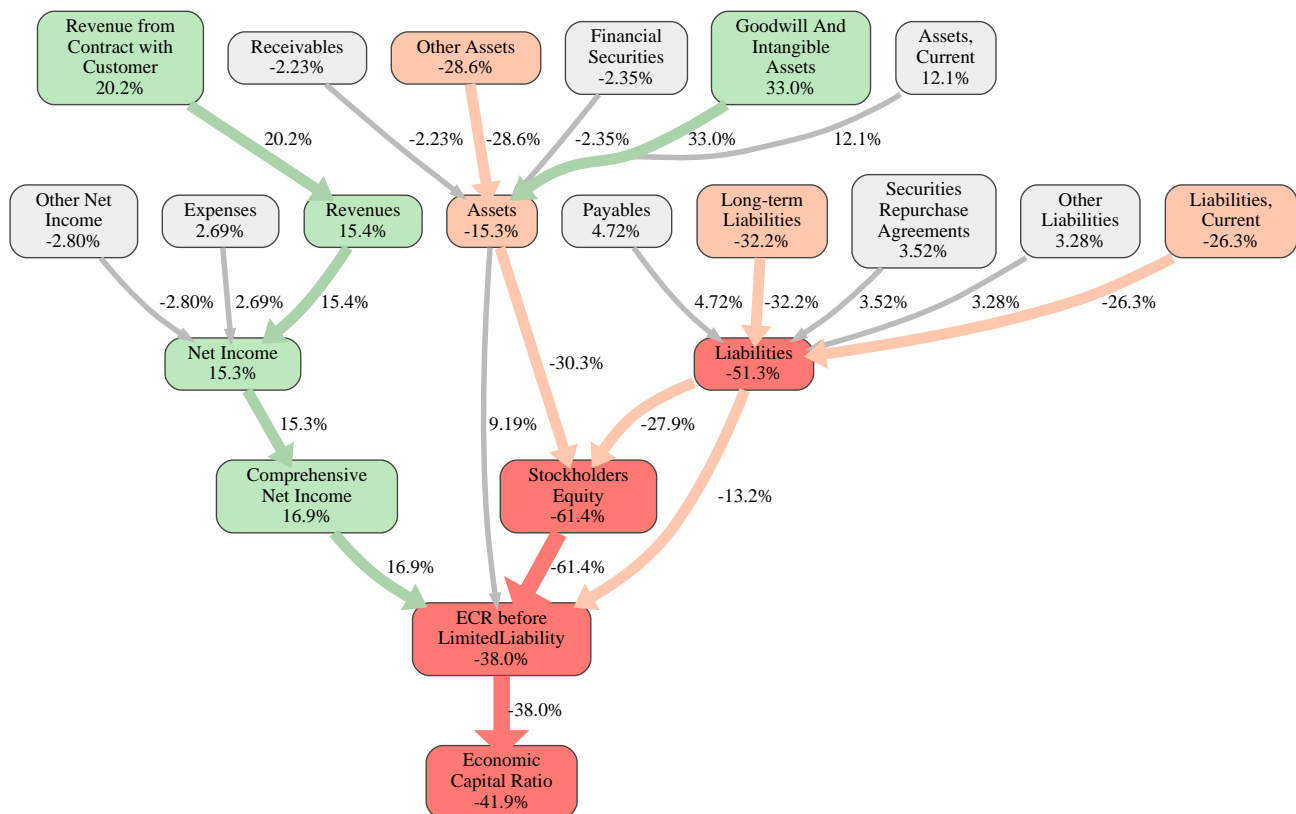 Revenue from
Contract with
Customer
20.2%
Receivables
-2.23%
Other Assets
-28.6%
Financial
Securities
-2.35%
Goodwill And
Intangible
Assets
33.0%
Assets,
Current
12.1%
20.2%
-2.23%
-28.6%
-2.35%
33.0%
12.1%
Other Net
Income
-2.80%
Expenses
2.69%
Revenues
15.4%
Assets
-15.3%
Payables
4.72%
Long-term
Liabilities
-32.2%
Securities
Repurchase
Agreements
3.52%
Other
Liabilities
3.28%
Liabilities,
Current
-26.3%
-2.80%
2.69%
15.4%
4.72%
-32.2%
3.52%
3.28%
-26.3%
Net Income
15.3%
-30.3%
Liabilities
-51.3%
15.3%
9.19%
-27.9%
Comprehensive
Net Income
16.9%
Stockholders
Equity
-61.4%
-13.2%
16.9%
-61.4%
ECR before
LimitedLiability
-38.0%
-38.0%
Economic
Capital Ratio
-41.9%